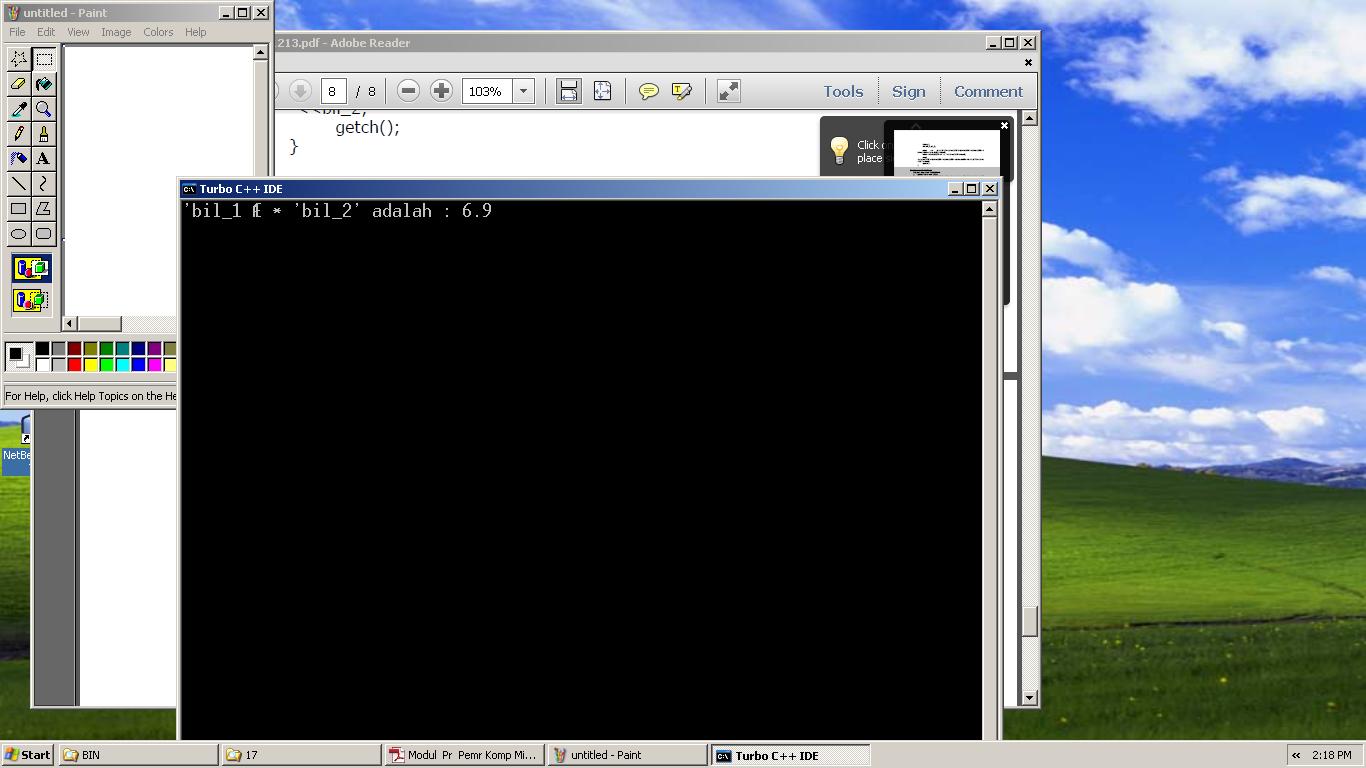 untitled - Paint
File Edit View Image Colors Help
213.pdf - Adobe Reader
8 / 8
103%
Tools Sign Comment
getch();
}
Click on
place
Turbo C++ IDE
'bil_1 * 'bil_2' adalah : 6.9
For Help, click Help Topics on the He
NetBe
Start
BIN
17
Modul Pr Pemr Komp Mi...
untitled - Paint
Turbo C++ IDE
2:18 PM